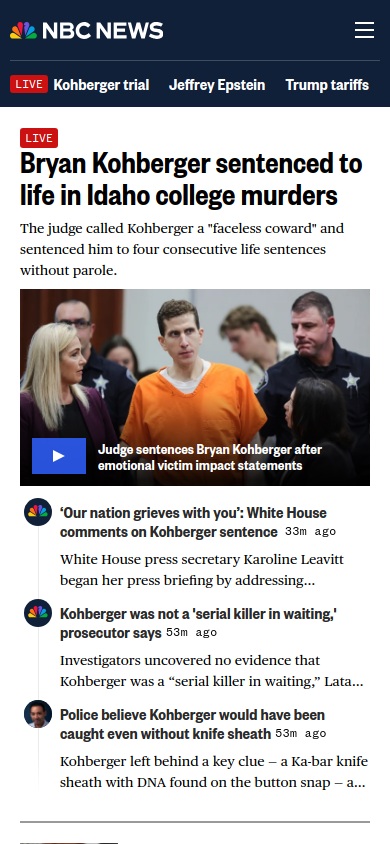 NBC NEWS
LIVE Kohberger trial Jeffrey Epstein Trump tariffs
LIVE
Bryan Kohberger sentenced to
life in Idaho college murders
The judge called Kohberger a "faceless coward" and
sentenced him to four consecutive life sentences
without parole.
Judge sentences Bryan Kohberger after
emotional victim impact statements
‘Our nation grieves with you’: White House
comments on Kohberger sentence 33m ago
White House press secretary Karoline Leavitt
began her press briefing by addressing...
Kohberger was not a 'serial killer in waiting,'
prosecutor says 53m ago
Investigators uncovered no evidence that
Kohberger was a “serial killer in waiting,” Lata...
Police believe Kohberger would have been
caught even without knife sheath 53m ago
Kohberger left behind a key clue — a Ka-bar knife
sheath with DNA found on the button snap — a...